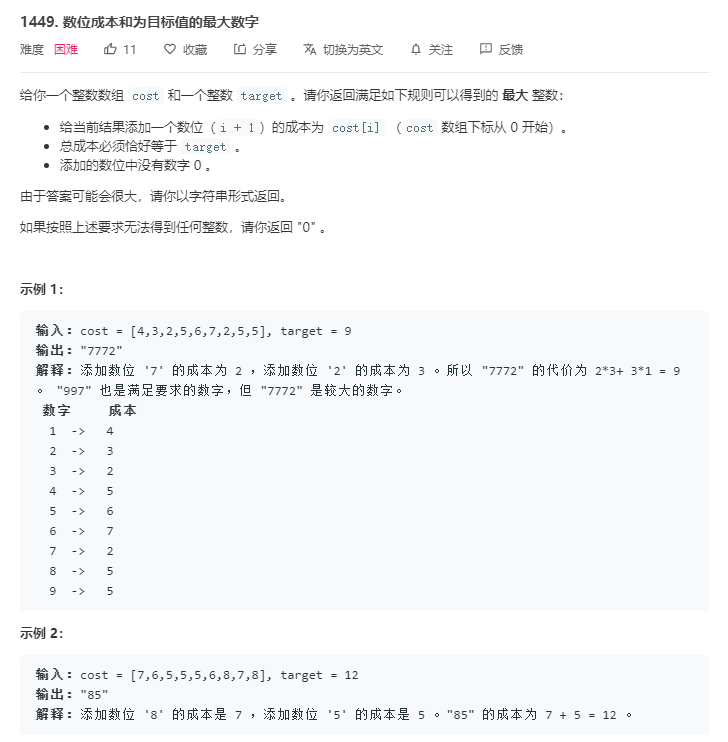 1449. 数位成本和为目标值的最大数字
难度 困难 11 收藏 分享 切换为英文 关注 反馈
给你一个整数数组 cost 和一个整数 target 。请你返回满足如下规则可以得到的 最大 整数：
给当前结果添加一个数位（i + 1）的成本为 cost[i] （cost 数组下标从 0 开始）。
总成本必须恰好等于 target 。
添加的数位中没有数字 0 。
由于答案可能会很大，请你以字符串形式返回。
如果按照上述要求无法得到任何整数，请你返回 "0" 。
示例 1：
输入：cost = [4,3,2,5,6,7,2,5,5], target = 9
输出："7772"
解释：添加数位 '7' 的成本为 2 ，添加数位 '2' 的成本为 3 。所以 "7772" 的代价为 2*3+ 3*1 = 9
。 "997" 也是满足要求的数字，但 "7772" 是较大的数字。
数字 成本
1 -> 4
2 -> 3
3 -> 2
4 -> 5
5 -> 6
6 -> 7
7 -> 2
8 -> 5
9 -> 5
示例 2：
输入：cost = [7,6,5,5,5,6,8,7,8], target = 12
输出："85"
解释：添加数位 '8' 的成本是 7 ，添加数位 '5' 的成本是 5 。"85" 的成本为 7 + 5 = 12 。